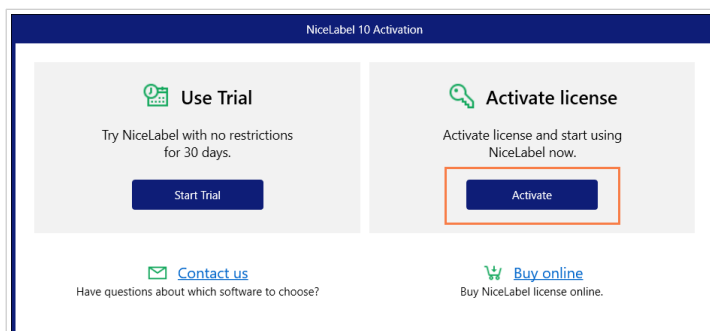 NiceLabel 10 Activation
Use Trial
Try NiceLabel with no restrictions
for 30 days.
Start Trial
Activate license
Activate license and start using
NiceLabel now.
Activate
Contact us
Have questions about which software to choose?
Buy online
Buy NiceLabel license online.